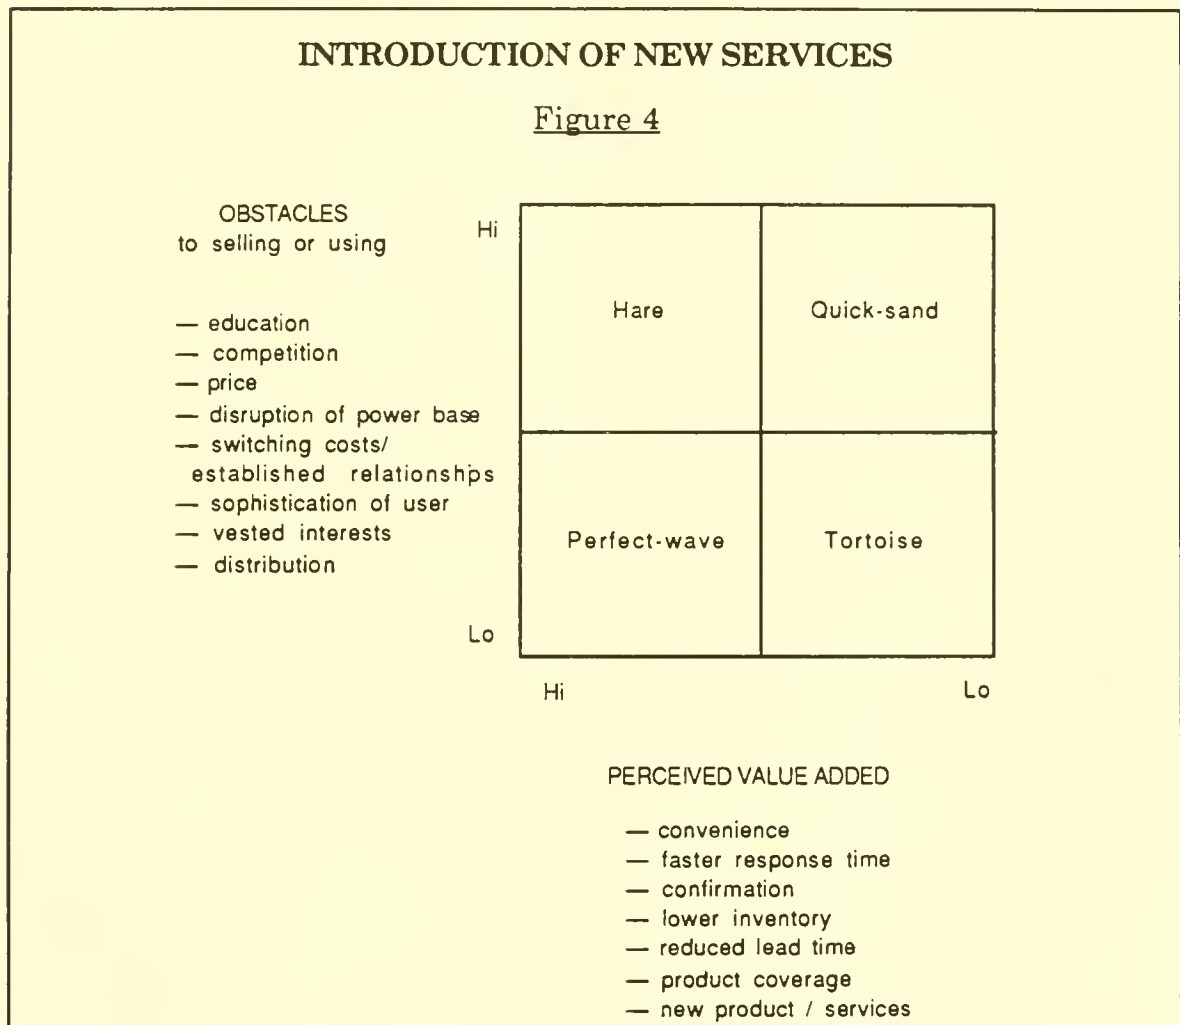 INTRODUCTION OF NEW SERVICES
Figure 4
OBSTACLES
to selling or using
— education
— competition
— price
— disruption of power base
— switching costs/
established relationships
— sophistication of user
— vested interests
— distribution
Hi
Hare
Quick-sand
Perfect-wave
Tortoise
Lo
Hi
Lo
PERCEIVED VALUE ADDED
— convenience
— faster response time
— confirmation
— lower inventory
— reduced lead time
— product coverage
— new product / services